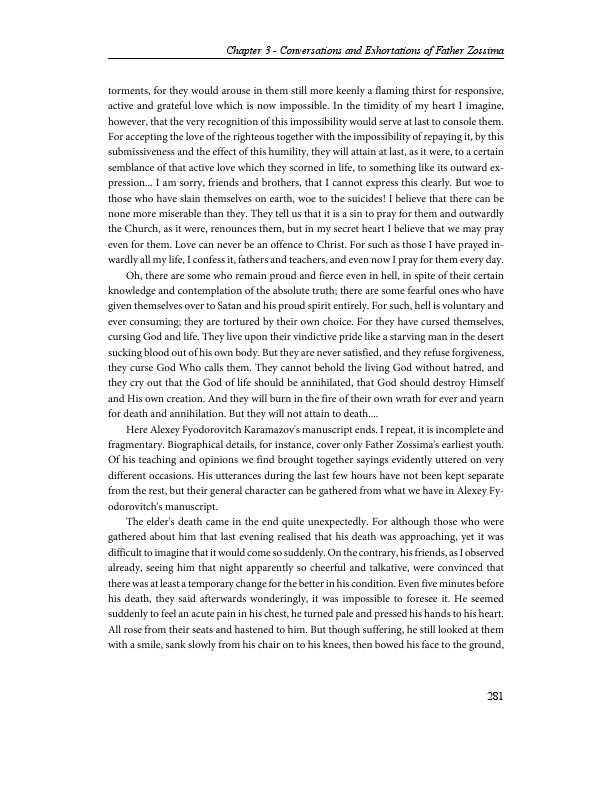 Chapter 3 - Conversations and Exhortations of Father Zossima
torments, for they would arouse in them still more keenly a flaming thirst for responsive,
active and grateful love which is now impossible. In the timidity of my heart I imagine,
however, that the very recognition of this impossibility would serve at last to console them.
For accepting the love of the righteous together with the impossibility of repaying it, by this
submissiveness and the effect of this humility, they will attain at last, as it were, to a certain
semblance of that active love which they scorned in life, to something like its outward ex-
pression... I am sorry, friends and brothers, that I cannot express this clearly. But woe to
those who have slain themselves on earth, woe to the suicides! I believe that there can be
none more miserable than they. They tell us that it is a sin to pray for them and outwardly
the Church, as it were, renounces them, but in my secret heart I believe that we may pray
even for them. Love can never be an offence to Christ. For such as those I have prayed in-
wardly all my life, I confess it, fathers and teachers, and even now I pray for them every day.
Oh, there are some who remain proud and fierce even in hell, in spite of their certain
knowledge and contemplation of the absolute truth; there are some fearful ones who have
given themselves over to Satan and his proud spirit entirely. For such, hell is voluntary and
ever consuming; they are tortured by their own choice. For they have cursed themselves,
cursing God and life. They live upon their vindictive pride like a starving man in the desert
sucking blood out of his own body. But they are never satisfied, and they refuse forgiveness,
they curse God Who calls them. They cannot behold the living God without hatred, and
they cry out that the God of life should be annihilated, that God should destroy Himself
and His own creation. And they will burn in the fire of their own wrath for ever and yearn
for death and annihilation. But they will not attain to death....
Here Alexey Fyodorovitch Karamazov's manuscript ends. I repeat, it is incomplete and
fragmentary. Biographical details, for instance, cover only Father Zossima's earliest youth.
Of his teaching and opinions we find brought together sayings evidently uttered on very
different occasions. His utterances during the last few hours have not been kept separate
from the rest, but their general character can be gathered from what we have in Alexey Fy-
odorovitch's manuscript.
The elder's death came in the end quite unexpectedly. For although those who were
gathered about him that last evening realised that his death was approaching, yet it was
difficult to imagine that it would come so suddenly. On the contrary, his friends, as I observed
already, seeing him that night apparently so cheerful and talkative, were convinced that
there was at least a temporary change for the better in his condition. Even five minutes before
his death, they said afterwards wonderingly, it was impossible to foresee it. He seemed
suddenly to feel an acute pain in his chest, he turned pale and pressed his hands to his heart.
All rose from their seats and hastened to him. But though suffering, he still looked at them
with a smile, sank slowly from his chair on to his knees, then bowed his face to the ground,
281